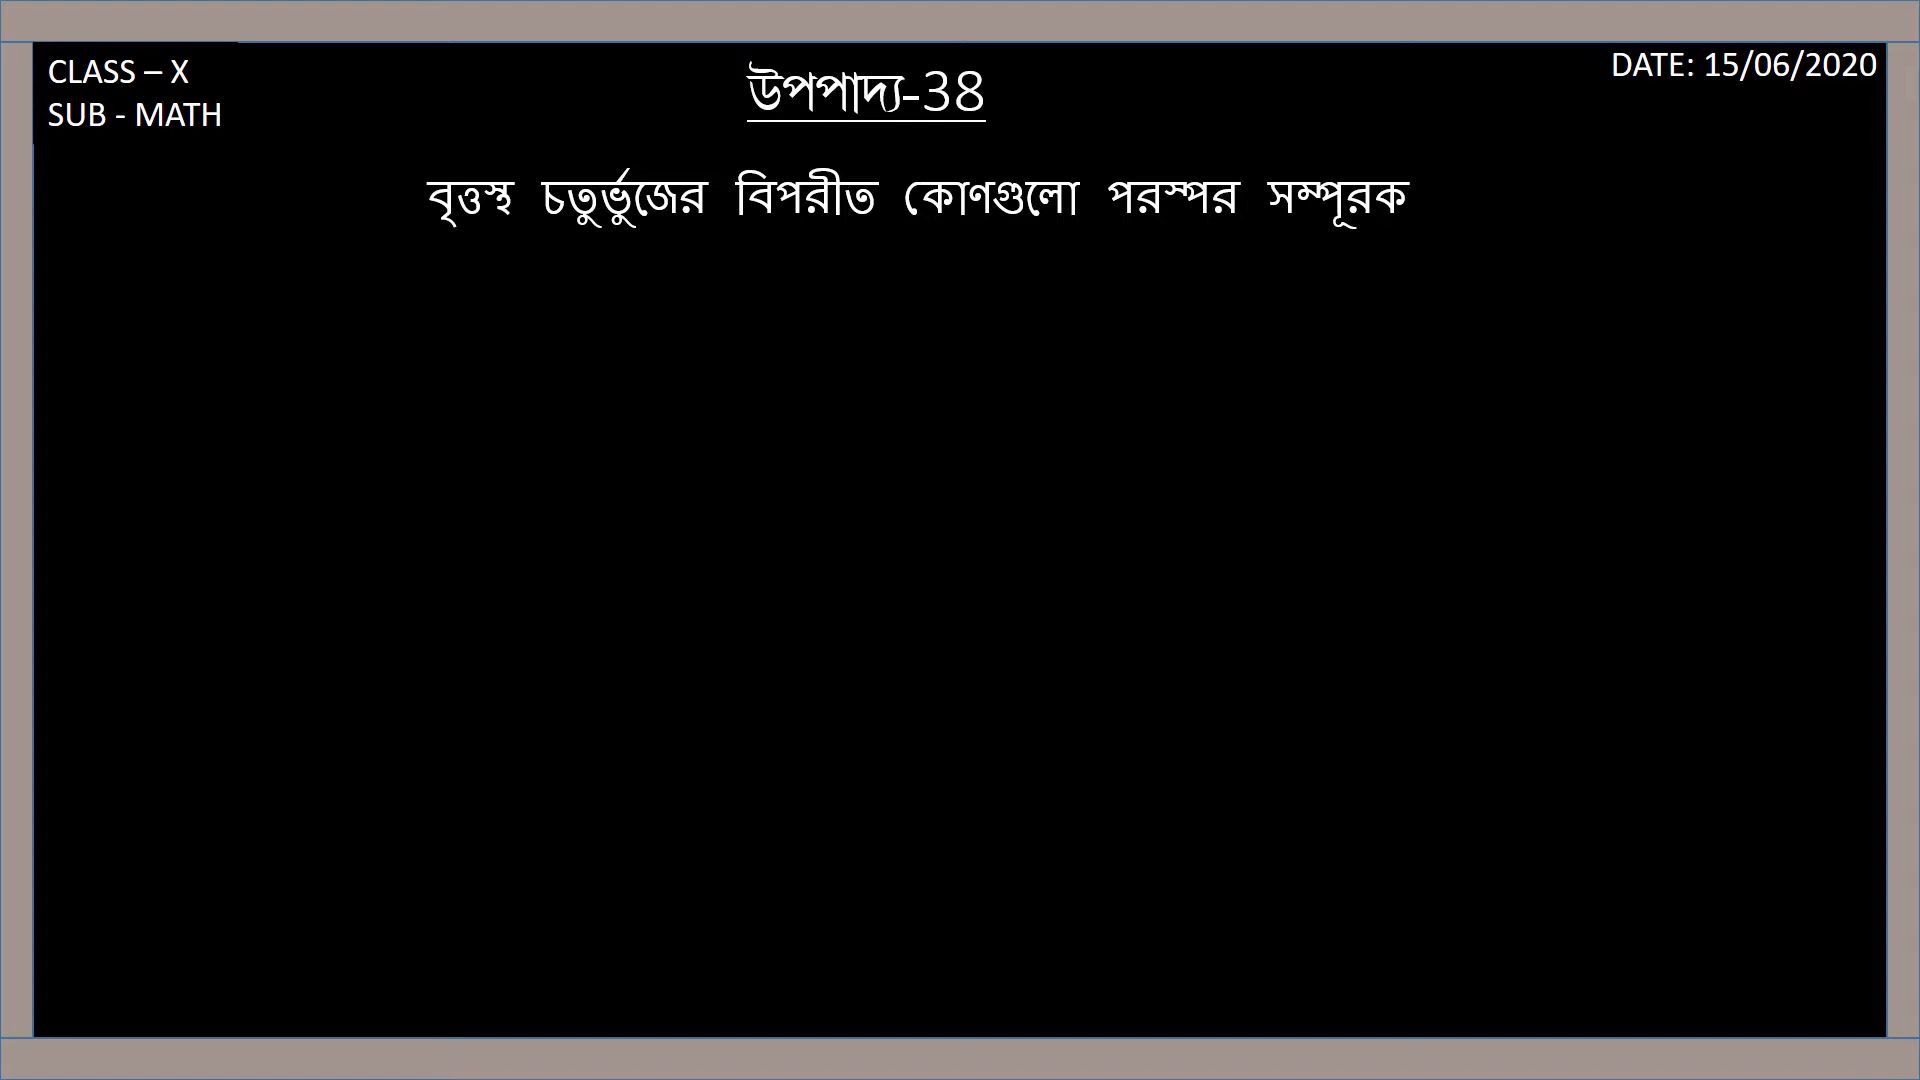 CLASS – X
SUB - MATH
DATE: 15/06/2020
উপপাদ্য-38
বৃত্তস্থ চতুর্ভুজের বিপরীত কোণগুলো পরস্পর সম্পূরক